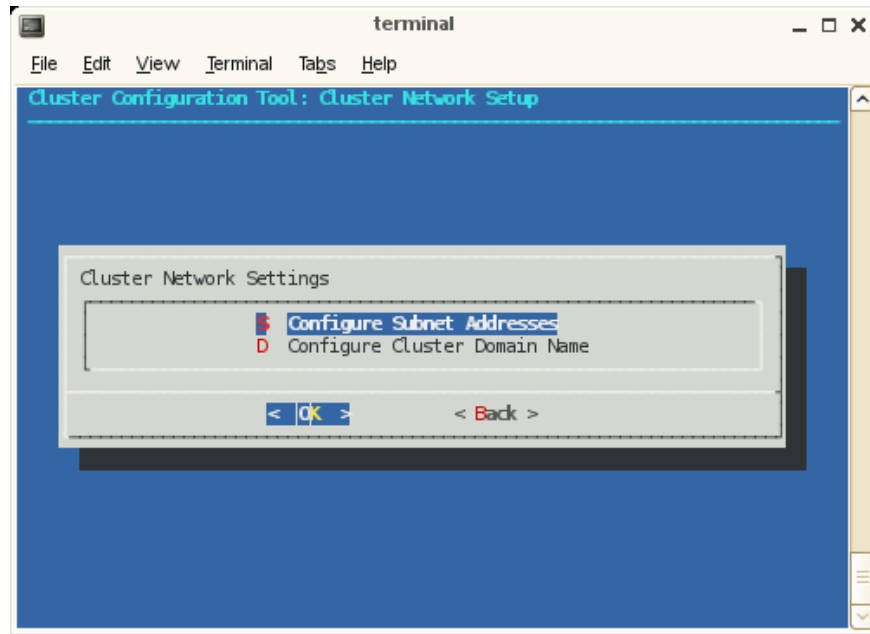 terminal
File Edit View Terminal Tabs Help
Cluster Configuration Tool: Cluster Network Setup
Cluster Network Settings
S Configure Subnet Addresses
D Configure Cluster Domain Name
< OK > < Back >